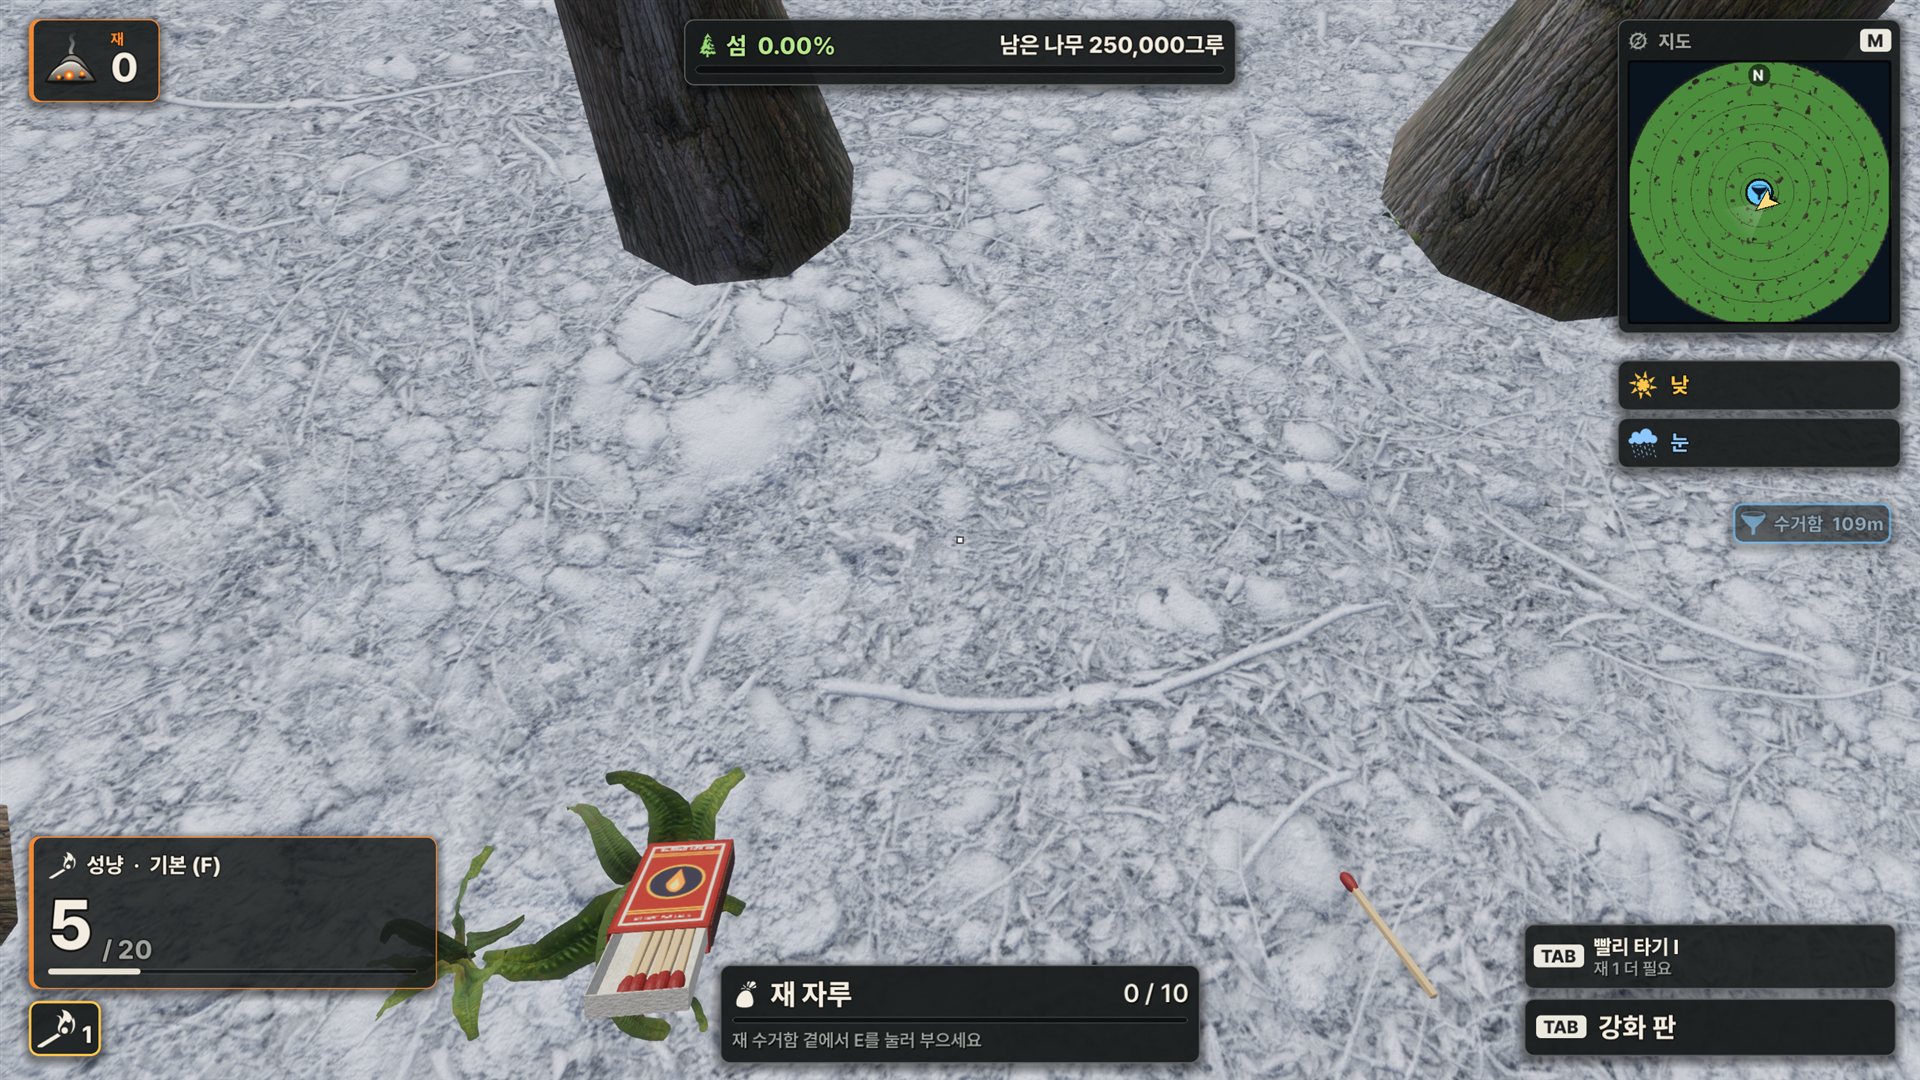 재
0
섬 0.00%
남은 나무 250,000그루
지도
M
N
낮
눈
수거함 109m
성냥 · 기본 (F)
5 / 20
1
재 자루
0 / 10
재 수거함 곁에서 E를 눌러 부으세요
TAB
빨리 타기 I
재 1 더 필요
TAB
강화 판